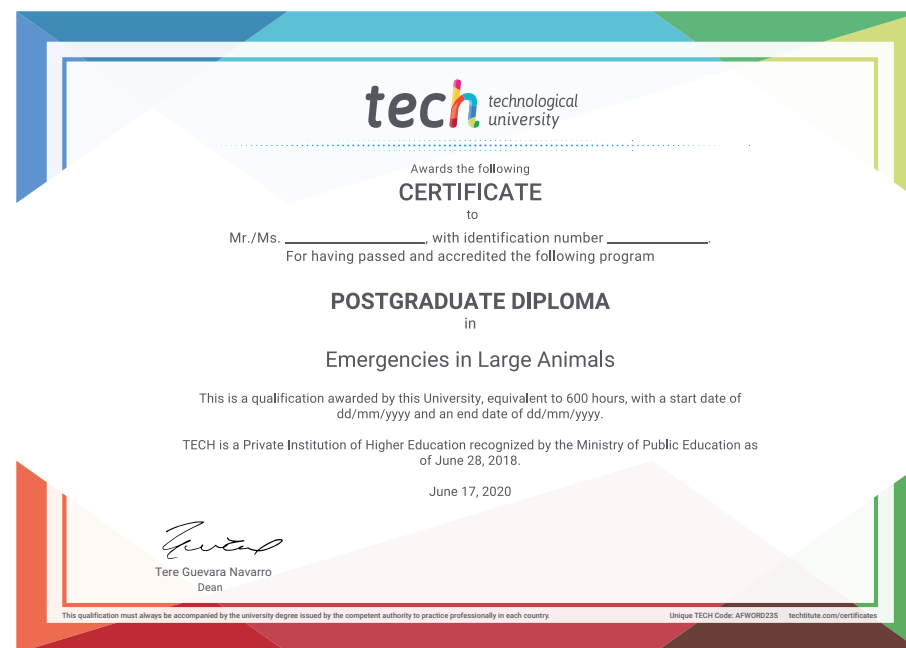 tech technological
university
Awards the following
CERTIFICATE
to
Mr./Ms. ____________________, with identification number ______________.
For having passed and accredited the following program
POSTGRADUATE DIPLOMA
in
Emergencies in Large Animals
This is a qualification awarded by this University, equivalent to 600 hours, with a start date of
dd/mm/yyyy and an end date of dd/mm/yyyy.
TECH is a Private Institution of Higher Education recognized by the Ministry of Public Education as
of June 28, 2018.
June 17, 2020
Tere Guevara Navarro
Dean
This qualification must always be accompanied by the university degree issued by the competent authority to practice professionally in each country. Unique TECH Code: AFWORD23S techtitute.com/certificates